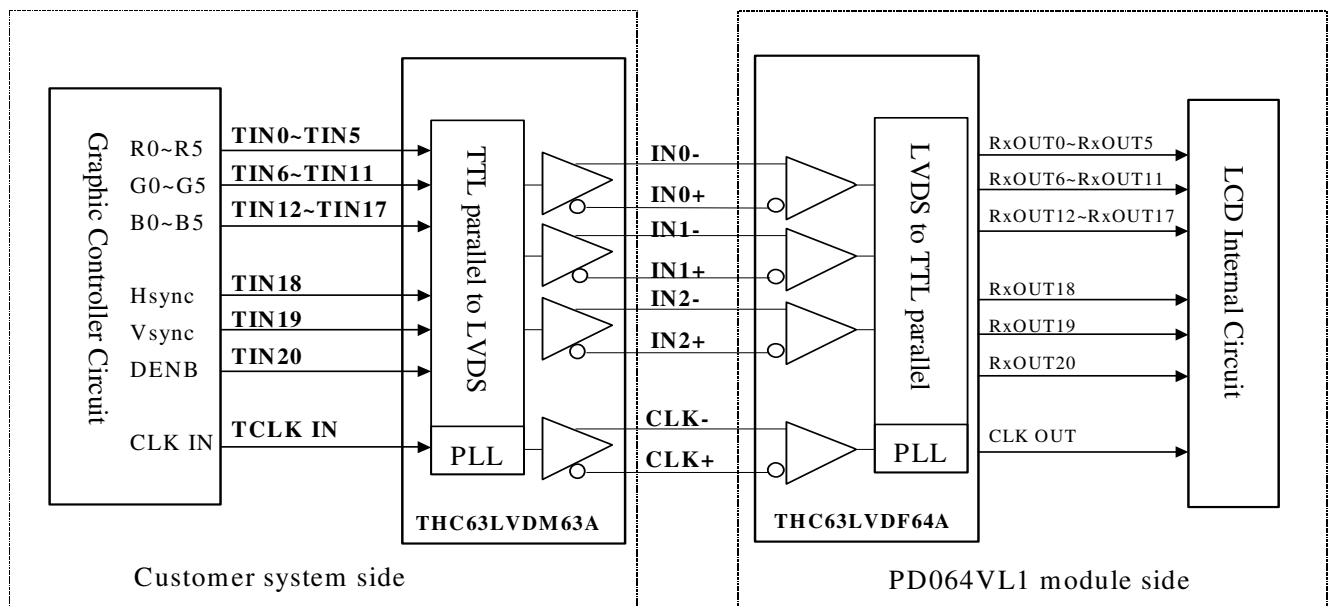 Graphic Controller Circuit
R0~R5
G0~G5
B0~B5
Hsync
Vsync
DENB
CLK IN
TIN0~TIN5
TIN6~TIN11
TIN12~TIN17
TIN18
TIN19
TIN20
TCLK IN
TTL parallel to LVDS
PLL
THC63LVDM63A
IN0-
IN0+
IN1-
IN1+
IN2-
IN2+
CLK-
CLK+
LVDS to TTL parallel
PLL
THC63LVDF64A
RxOUT0~RxOUT5
RxOUT6~RxOUT11
RxOUT12~RxOUT17
RxOUT18
RxOUT19
RxOUT20
CLK OUT
LCD Internal Circuit
Customer system side
PD064VL1 module side